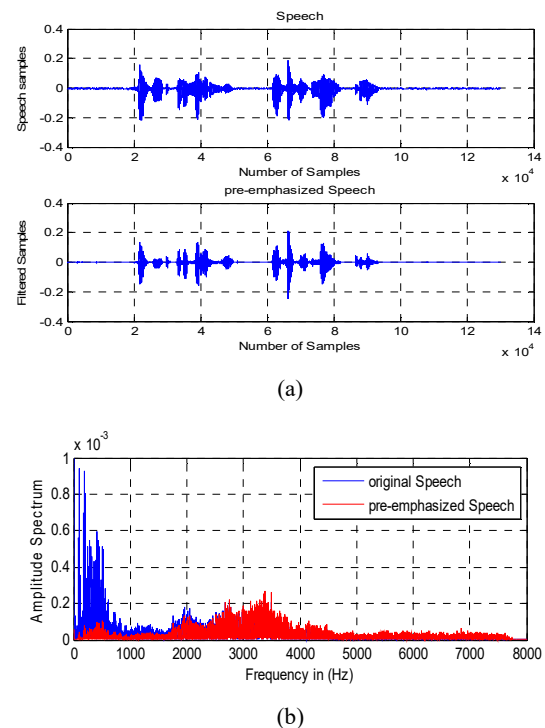 Speech
Speech samples
0.4
0.2
0
-0.2
-0.4
0 2 4 6 8 10 12 14
Number of Samples
x 10^4
pre-emphasized Speech
Filtered Samples
0.4
0.2
0
-0.2
-0.4
0 2 4 6 8 10 12 14
Number of Samples
x 10^4
(a)
x 10^-3
Amplitude Spectrum
1
0.8
0.6
0.4
0.2
0
original Speech
pre-emphasized Speech
0 1000 2000 3000 4000 5000 6000 7000 8000
Frequency in (Hz)
(b)